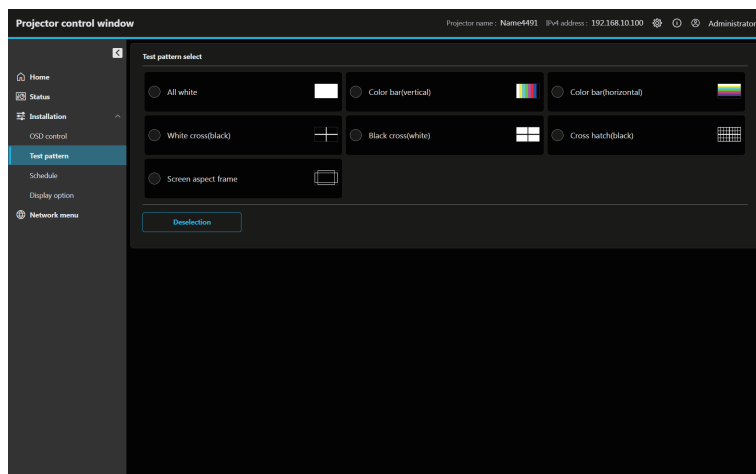 Projector control window
Projector name : Name4491 IPv4 address : 192.168.10.100 Administrator
Home
Status
Installation
OSD control
Test pattern
Schedule
Display option
Network menu
Test pattern select
All white
Color bar(vertical)
Color bar(horizontal)
White cross(black)
Black cross(white)
Cross hatch(black)
Screen aspect frame
Deselection